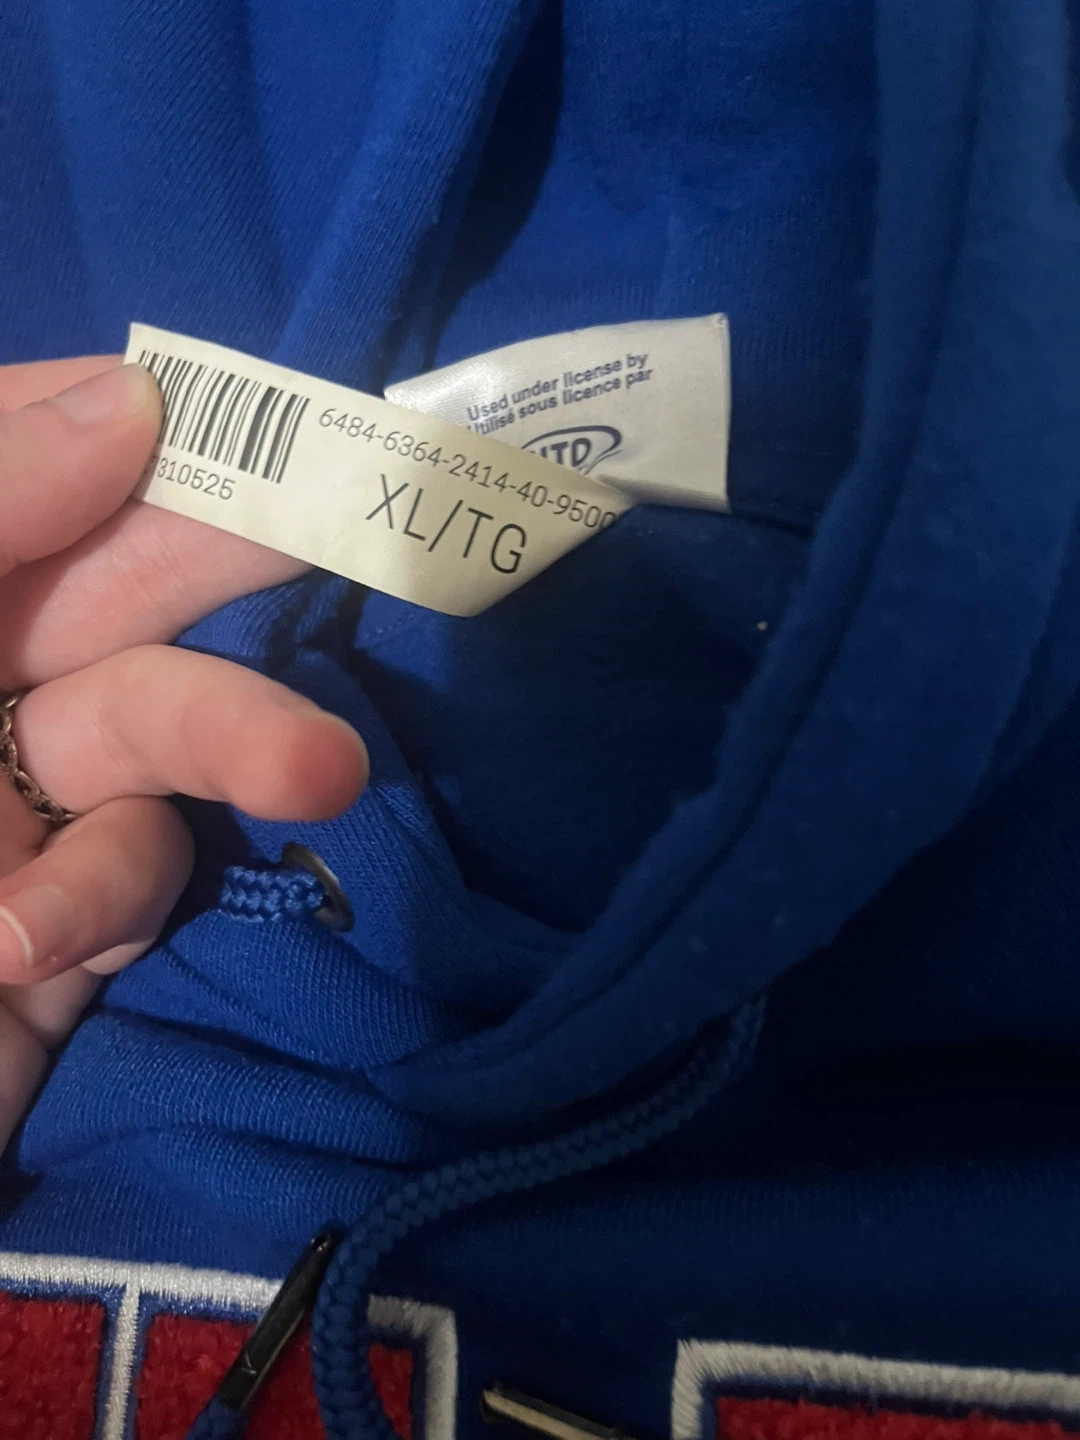 Used under license by
Utilisé sous licence par
6484-6364-2414-40-9500
310525
XL/TG